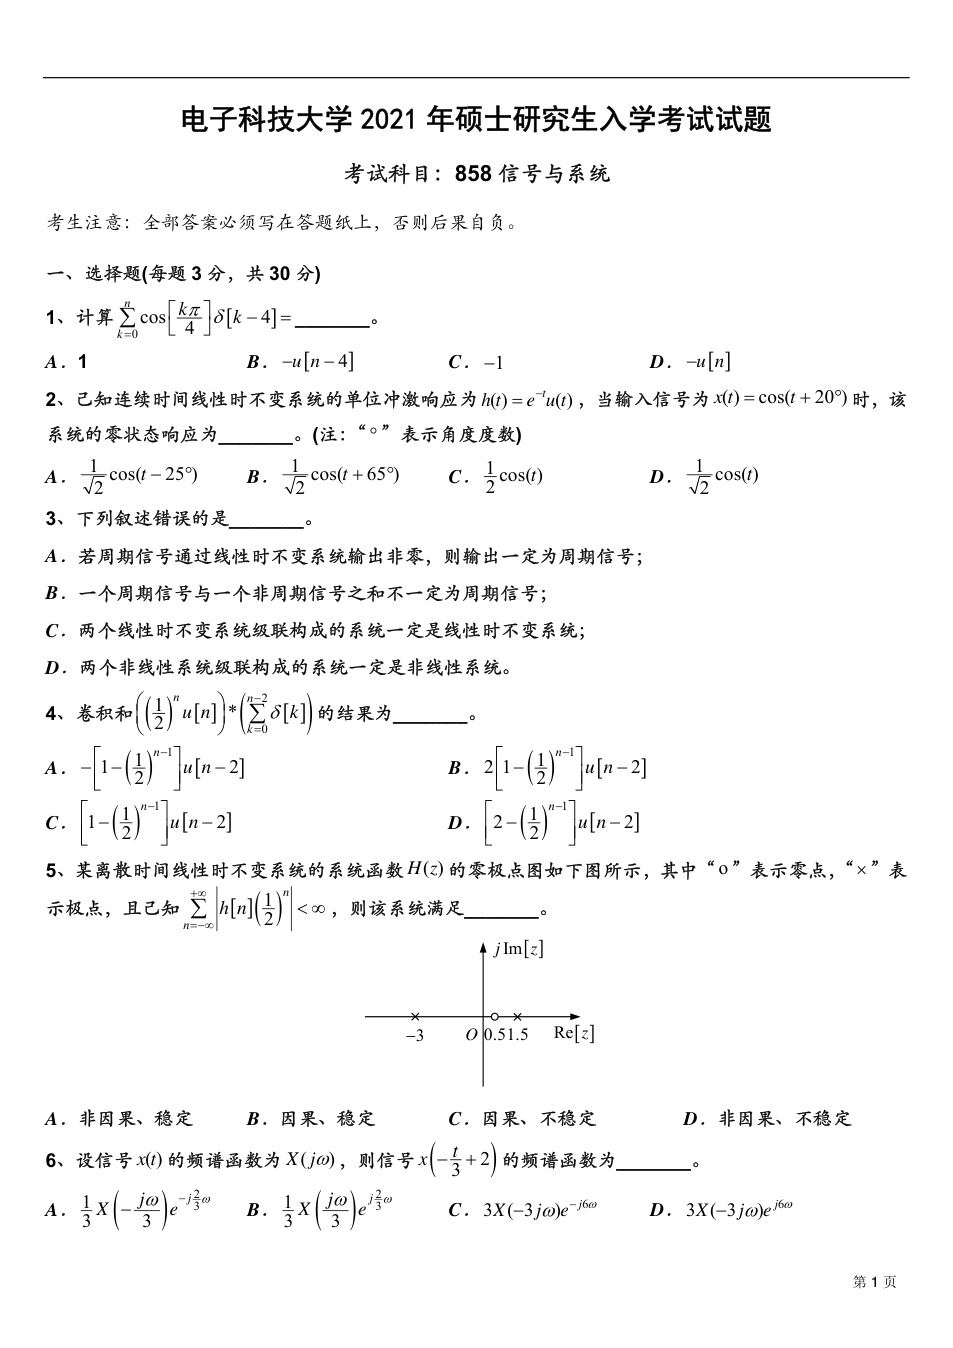 电子科技大学 2021 年硕士研究生入学考试试题
考试科目：858 信号与系统
考生注意：全部答案必须写在答题纸上，否则后果自负。
一、选择题(每题 3 分，共 30 分)
1、计算 $\sum_{k=0}^{n}\cos\left[\frac{k\pi}{4}\right]\delta[k-4]=$ _______。
A．1 B．$-u[n-4]$ C．$-1$ D．$-u[n]$
2、已知连续时间线性时不变系统的单位冲激响应为 $h(t)=e^{-t}u(t)$，当输入信号为 $x(t)=\cos(t+20°)$ 时，该
系统的零状态响应为_______。(注：“°”表示角度度数)
A．$\frac{1}{\sqrt{2}}\cos(t-25°)$ B．$\frac{1}{\sqrt{2}}\cos(t+65°)$ C．$\frac{1}{2}\cos(t)$ D．$\frac{1}{\sqrt{2}}\cos(t)$
3、下列叙述错误的是_______。
A．若周期信号通过线性时不变系统输出非零，则输出一定为周期信号；
B．一个周期信号与一个非周期信号之和不一定为周期信号；
C．两个线性时不变系统级联构成的系统一定是线性时不变系统；
D．两个非线性系统级联构成的系统一定是非线性系统。
4、卷积和 $\left(\left(\frac{1}{2}\right)^{n}u[n]\right)*\left(\sum_{k=0}^{n-2}\delta[k]\right)$ 的结果为_______。
A．$-\left[1-\left(\frac{1}{2}\right)^{n-1}\right]u[n-2]$ B．$2\left[1-\left(\frac{1}{2}\right)^{n-1}\right]u[n-2]$
C．$\left[1-\left(\frac{1}{2}\right)^{n-1}\right]u[n-2]$ D．$\left[2-\left(\frac{1}{2}\right)^{n-1}\right]u[n-2]$
5、某离散时间线性时不变系统的系统函数 $H(z)$ 的零极点图如下图所示，其中“o”表示零点，“×”表
示极点，且已知 $\sum_{n=-\infty}^{+\infty}\left|h[n]\left(\frac{1}{2}\right)^{n}\right|<\infty$，则该系统满足_______。
j Im[z]
−3 O 0.5 1.5 Re[z]
A．非因果、稳定 B．因果、稳定 C．因果、不稳定 D．非因果、不稳定
6、设信号 $x(t)$ 的频谱函数为 $X(j\omega)$，则信号 $x\left(-\frac{t}{3}+2\right)$ 的频谱函数为_______。
A．$\frac{1}{3}X\left(-\frac{j\omega}{3}\right)e^{-j\frac{2}{3}\omega}$ B．$\frac{1}{3}X\left(\frac{j\omega}{3}\right)e^{j\frac{2}{3}\omega}$ C．$3X(-3j\omega)e^{-j6\omega}$ D．$3X(-3j\omega)e^{j6\omega}$
第 1 页